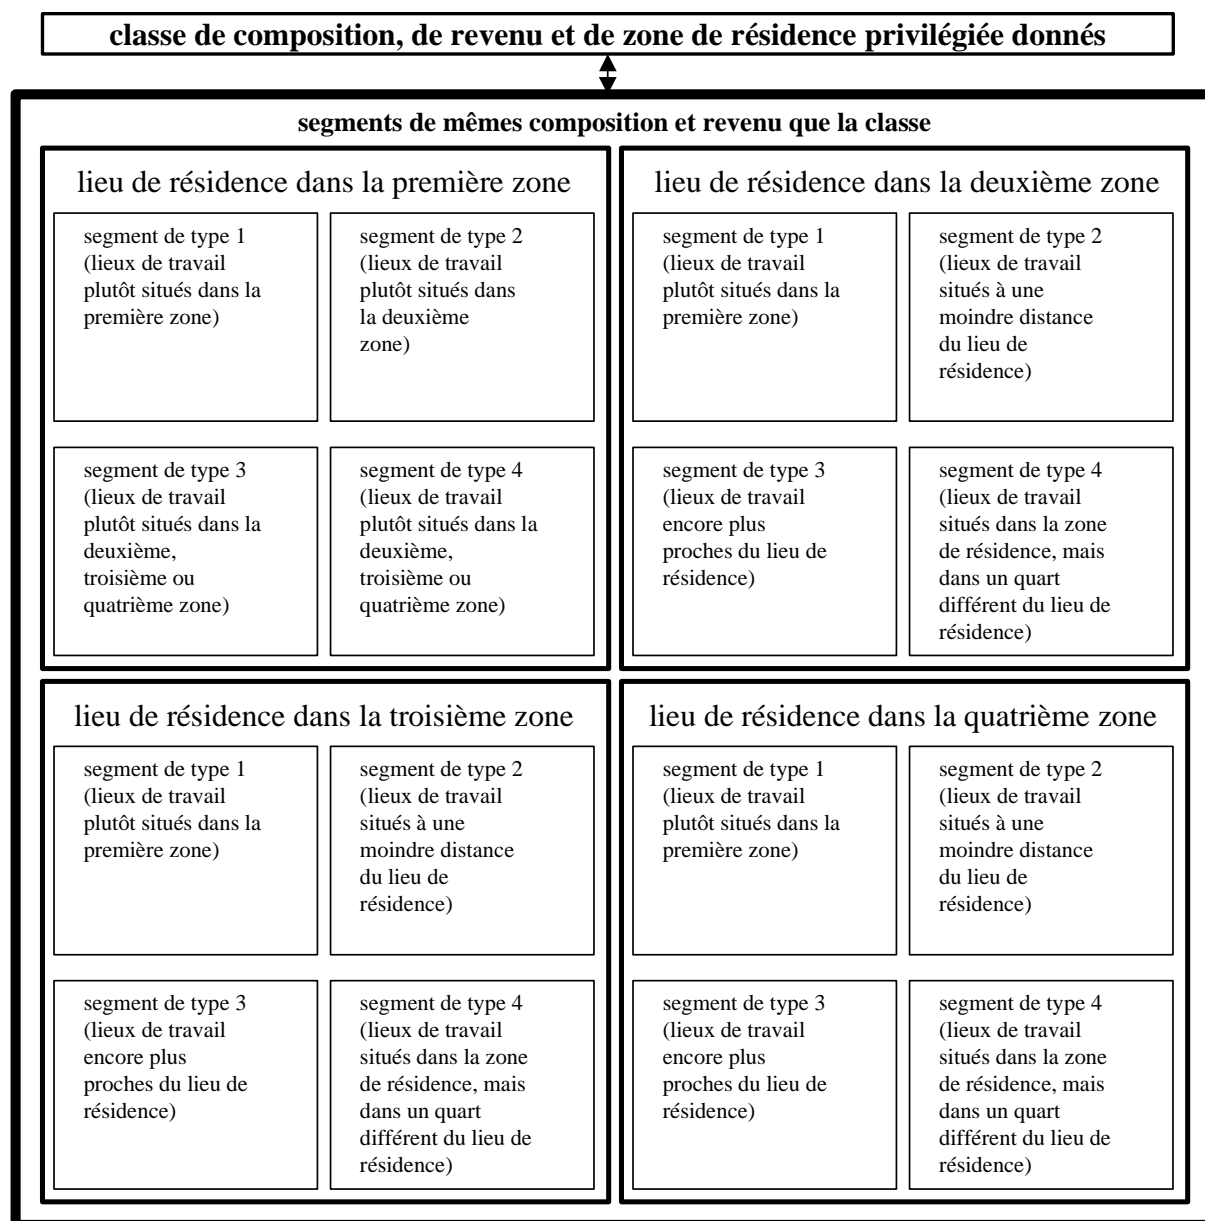 classe de composition, de revenu et de zone de résidence privilégiée donnés
segments de mêmes composition et revenu que la classe
lieu de résidence dans la première zone
segment de type 1
(lieux de travail
plutôt situés dans la
première zone)
segment de type 2
(lieux de travail
plutôt situés dans
la deuxième
zone)
segment de type 3
(lieux de travail
plutôt situés dans la
deuxième,
troisième ou
quatrième zone)
segment de type 4
(lieux de travail
plutôt situés dans la
deuxième,
troisième ou
quatrième zone)
lieu de résidence dans la deuxième zone
segment de type 1
(lieux de travail
plutôt situés dans la
première zone)
segment de type 2
(lieux de travail
situés à une
moindre distance
du lieu de
résidence)
segment de type 3
(lieux de travail
encore plus
proches du lieu de
résidence)
segment de type 4
(lieux de travail
situés dans la zone
de résidence, mais
dans un quart
différent du lieu de
résidence)
lieu de résidence dans la troisième zone
segment de type 1
(lieux de travail
plutôt situés dans la
première zone)
segment de type 2
(lieux de travail
situés à une
moindre distance
du lieu de
résidence)
segment de type 3
(lieux de travail
encore plus
proches du lieu de
résidence)
segment de type 4
(lieux de travail
situés dans la zone
de résidence, mais
dans un quart
différent du lieu de
résidence)
lieu de résidence dans la quatrième zone
segment de type 1
(lieux de travail
plutôt situés dans la
première zone)
segment de type 2
(lieux de travail
situés à une
moindre distance
du lieu de
résidence)
segment de type 3
(lieux de travail
encore plus
proches du lieu de
résidence)
segment de type 4
(lieux de travail
situés dans la zone
de résidence, mais
dans un quart
différent du lieu de
résidence)